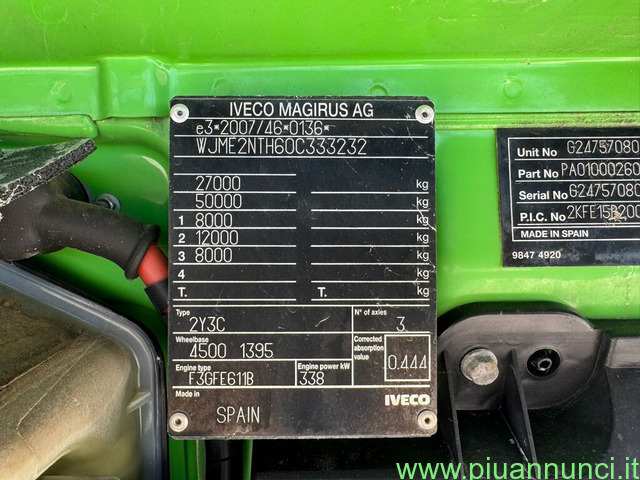 IVECO MAGIRUS AG
e3*2007/46*0136*
WJME2NTH60C333232
27000 kg
50000 kg
1 8000 kg
2 12000 kg
3 8000 kg
4 kg
T. T. kg
Type N° of axies
2Y3C 3
Wheelbase Corrected absorption value
4500 1395 0.444
Engine type Engine power kW
F3GFE611B 338
Made in IVECO
SPAIN
Unit No G24757080
Part No PA01000260
Serial No G24757080
P.I.C. No 2KFE15B200
MADE IN SPAIN
9847 4920
www.piuannunci.it